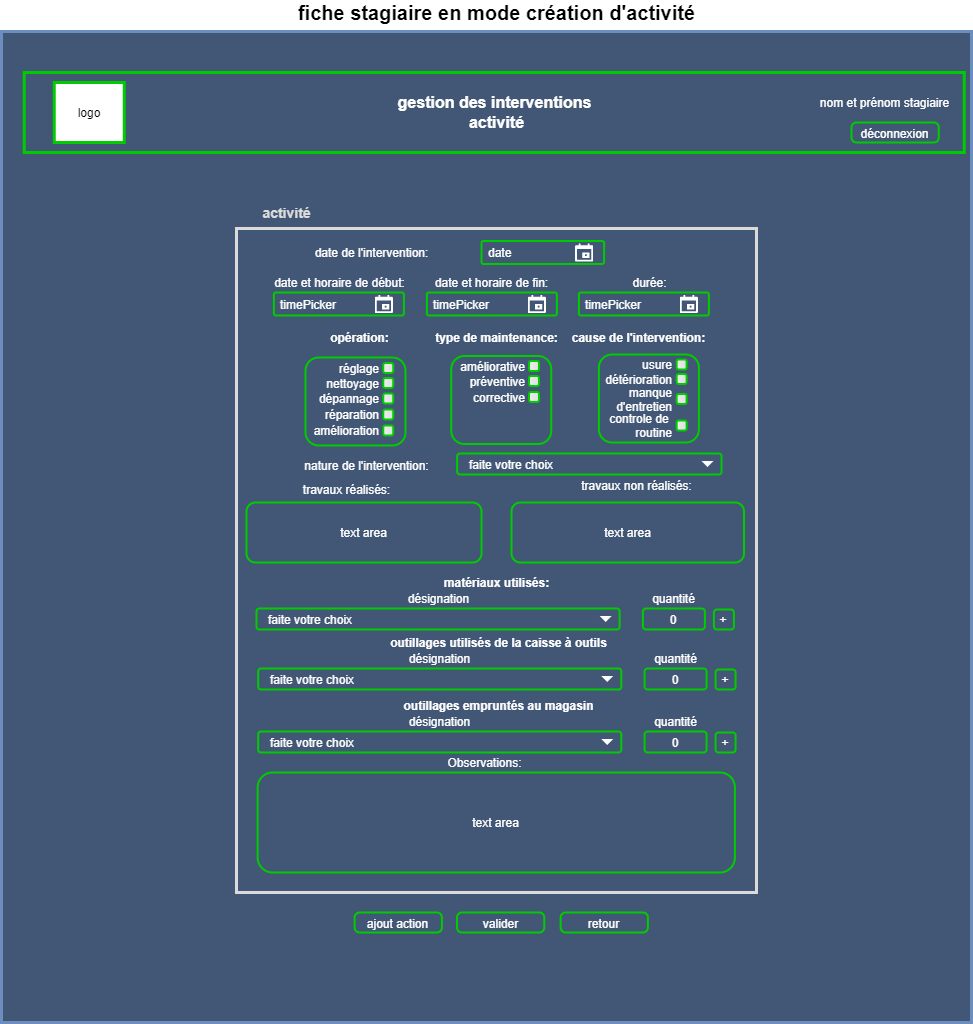 fiche stagiaire en mode création d'activité
logo
gestion des interventions
activité
nom et prénom stagiaire
déconnexion
activité
date de l'intervention:
date
date et horaire de début:
date et horaire de fin:
durée:
timePicker
timePicker
timePicker
opération:
type de maintenance:
cause de l'intervention:
réglage
nettoyage
dépannage
réparation
amélioration
améliorative
préventive
corrective
usure
détérioration
manque
d'entretien
controle de
routine
nature de l'intervention:
faite votre choix
travaux réalisés:
travaux non réalisés:
text area
text area
matériaux utilisés:
désignation
quantité
faite votre choix
0
+
outillages utilisés de la caisse à outils
désignation
quantité
faite votre choix
0
+
outillages empruntés au magasin
désignation
quantité
faite votre choix
0
+
Observations:
text area
ajout action
valider
retour